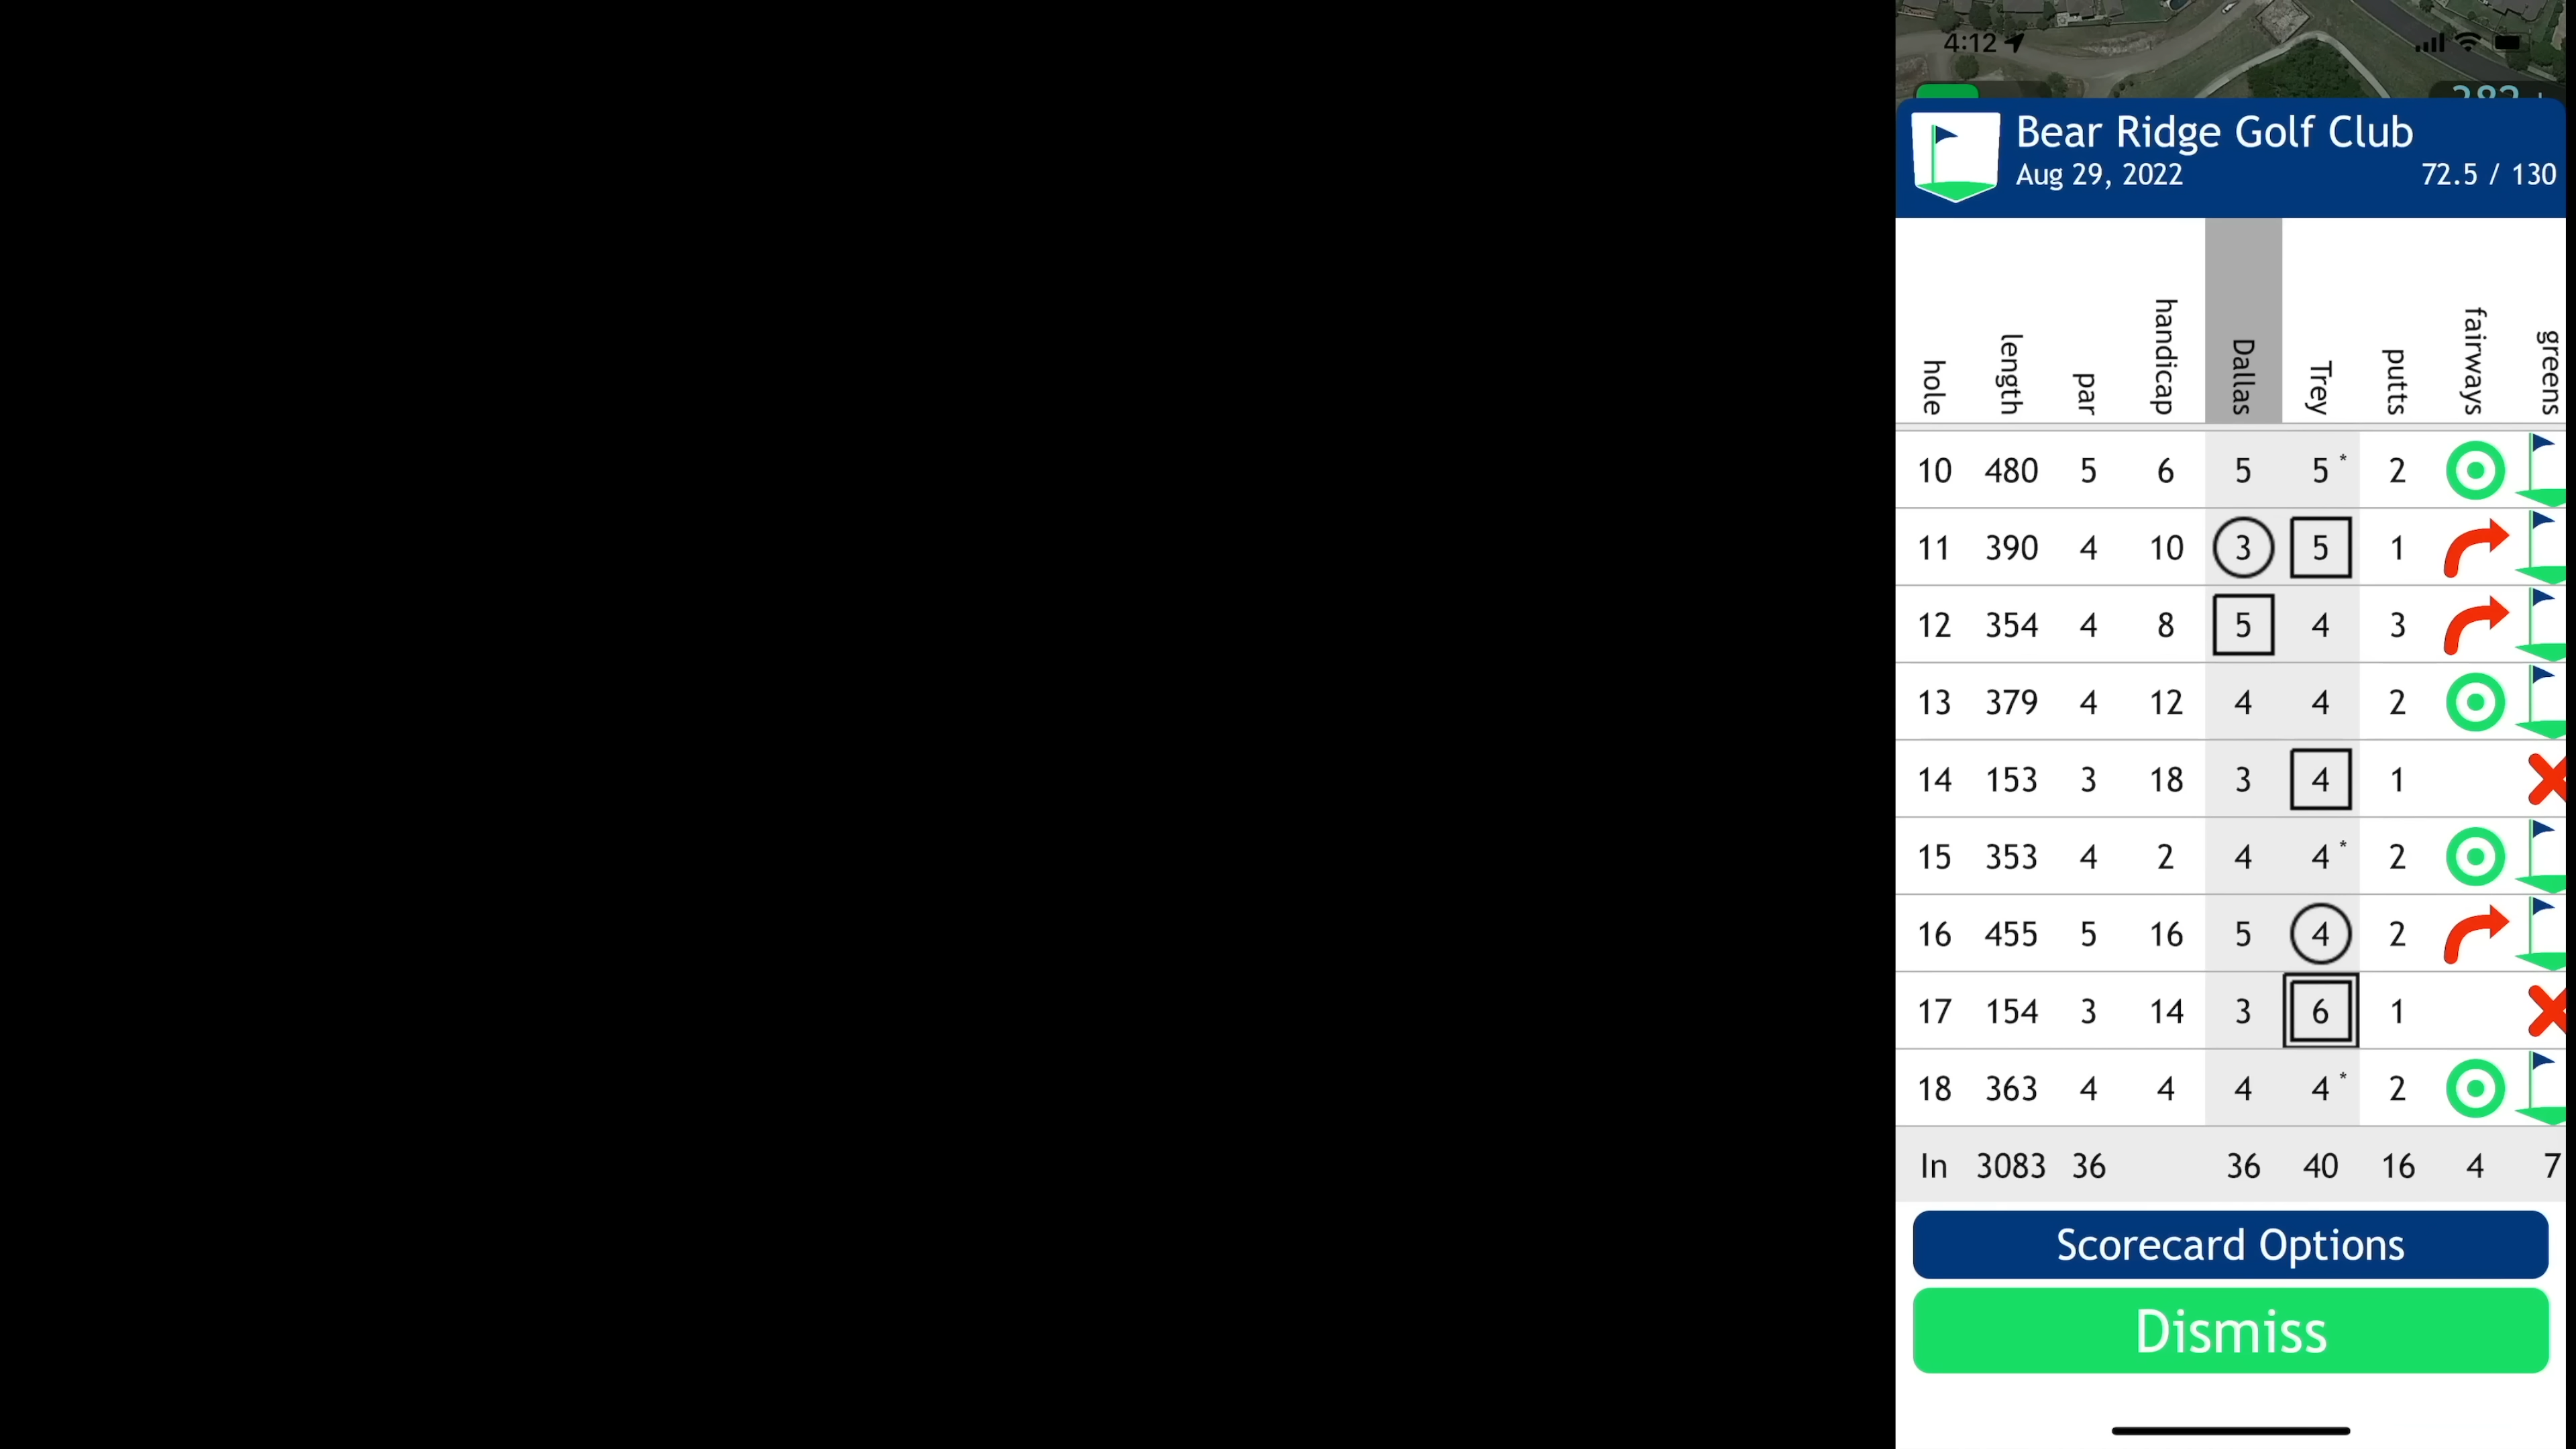 4:12
Bear Ridge Golf Club
Aug 29, 2022 72.5 / 130
hole length par handicap Dallas Trey putts fairways greens
10 480 5 6 5 5 * 2
11 390 4 10 3 5 1
12 354 4 8 5 4 3
13 379 4 12 4 4 2
14 153 3 18 3 4 1
15 353 4 2 4 4 * 2
16 455 5 16 5 4 2
17 154 3 14 3 6 1
18 363 4 4 4 4 * 2
In 3083 36 36 40 16 4 7
Scorecard Options
Dismiss